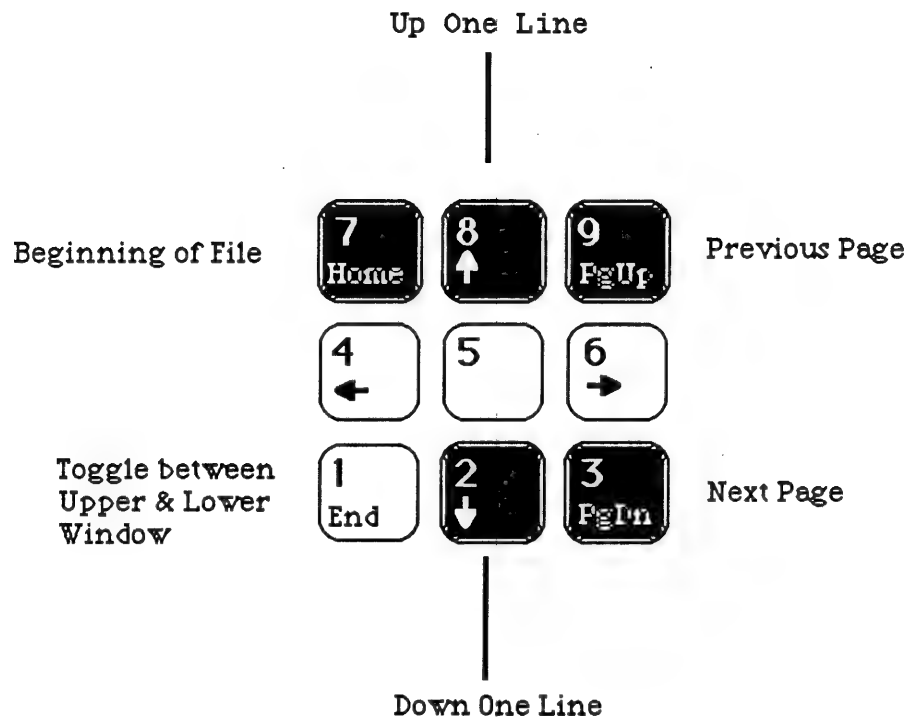 Up One Line
Beginning of File
7
Home
8
9
PgUp
Previous Page
4
5
6
Toggle between
Upper & Lower
Window
1
End
2
3
PgDn
Next Page
Down One Line